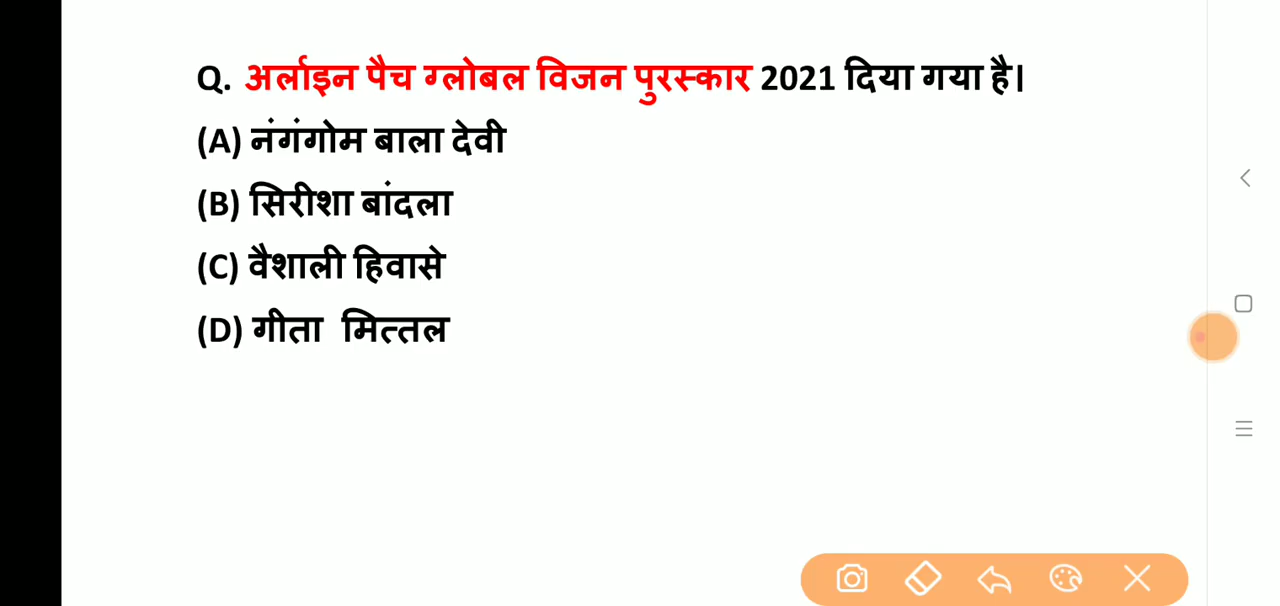 Q. अर्लाइन पैच ग्लोबल विजन पुरस्कार 2021 दिया गया है।
(A) नंगंगोम बाला देवी
(B) सिरीशा बांदला
(C) वैशाली हिवासे
(D) गीता मित्तल